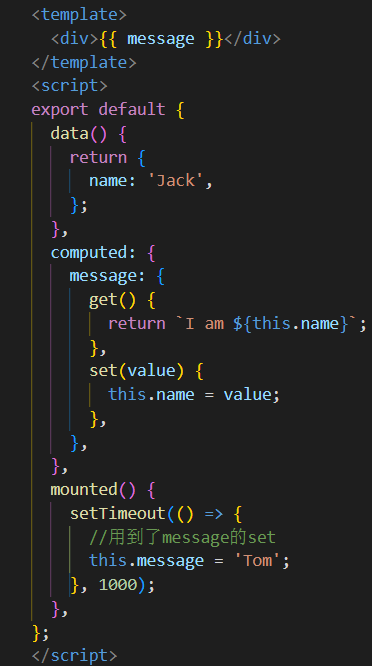 <template>
  <div>{{ message }}</div>
</template>
<script>
export default {
  data() {
    return {
      name: 'Jack',
    };
  },
  computed: {
    message: {
      get() {
        return `I am ${this.name}`;
      },
      set(value) {
        this.name = value;
      },
    },
  },
  mounted() {
    setTimeout(() => {
      //用到了message的set
      this.message = 'Tom';
    }, 1000);
  },
};
</script>